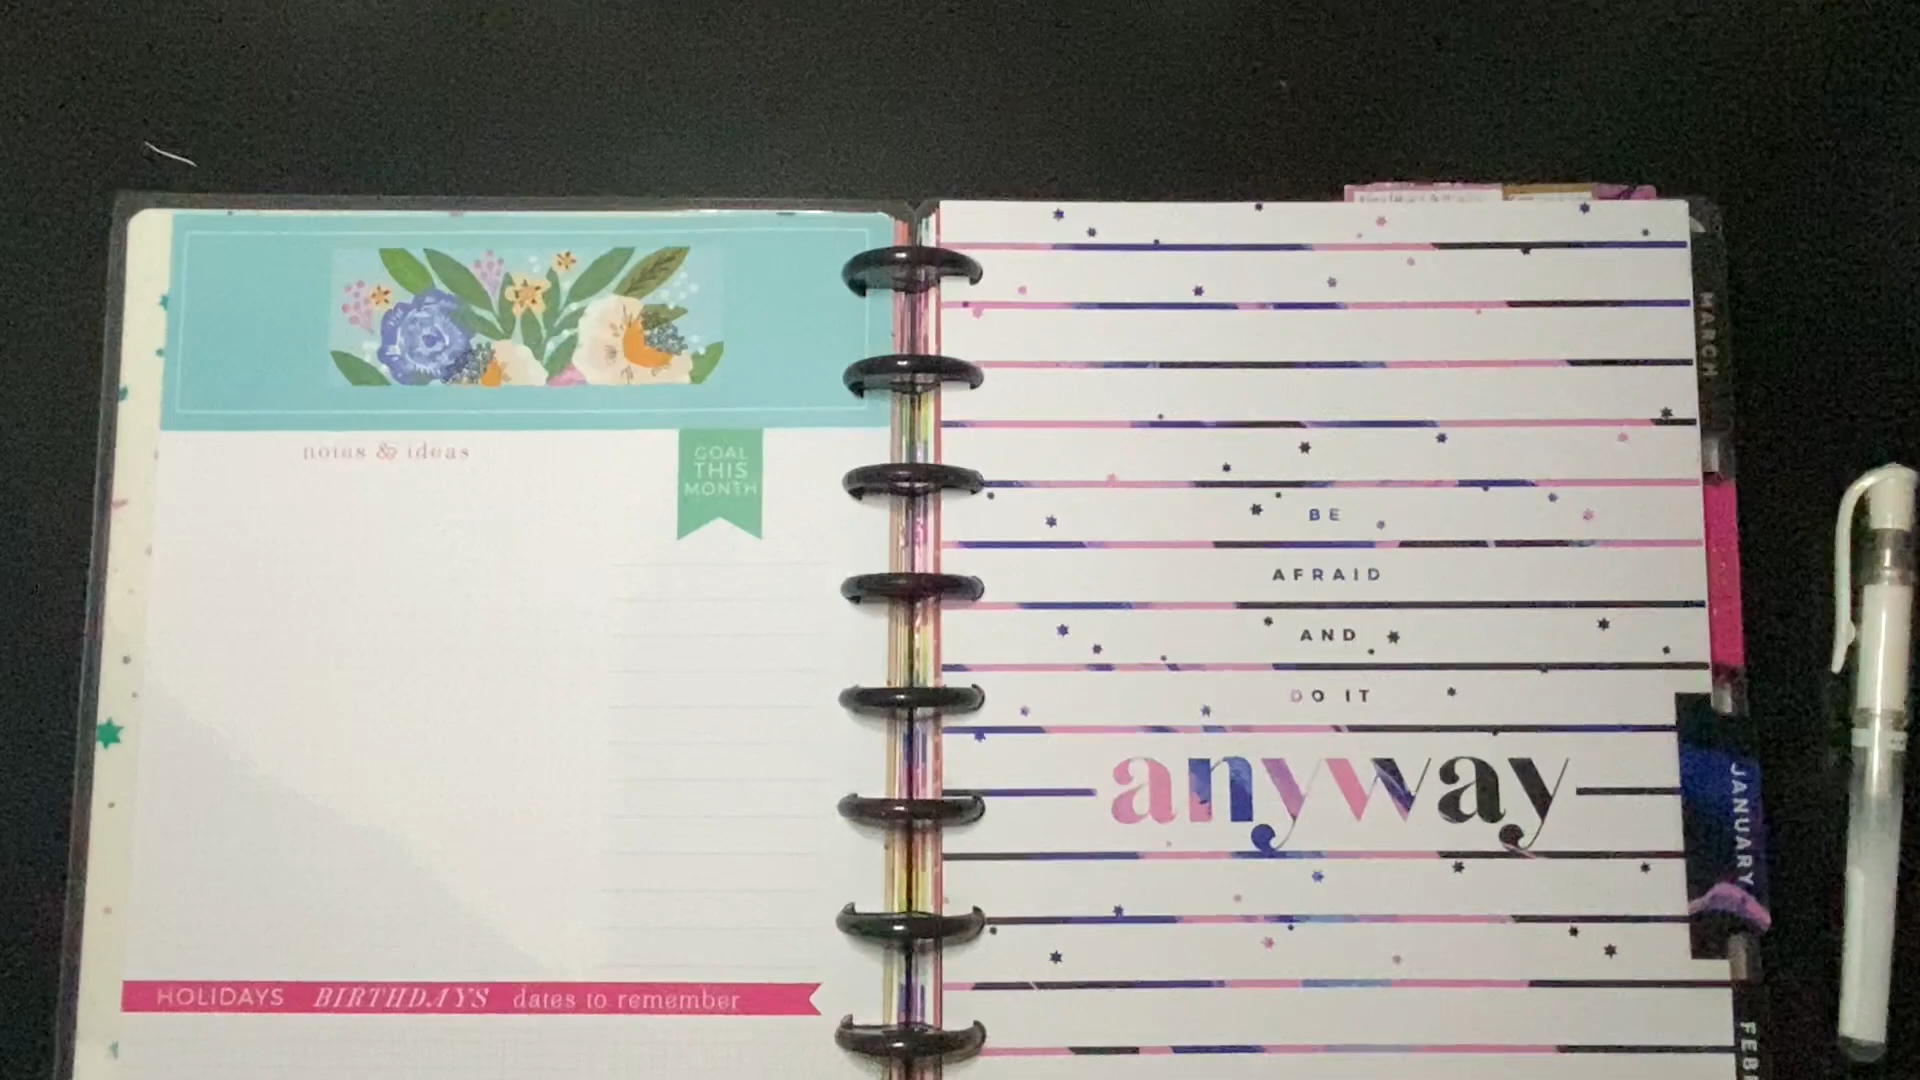 notes & ideas
GOAL
THIS
MONTH
HOLIDAYS BIRTHDAYS dates to remember
BE
AFRAID
AND
DO IT
anyway
MARCH
JANUARY